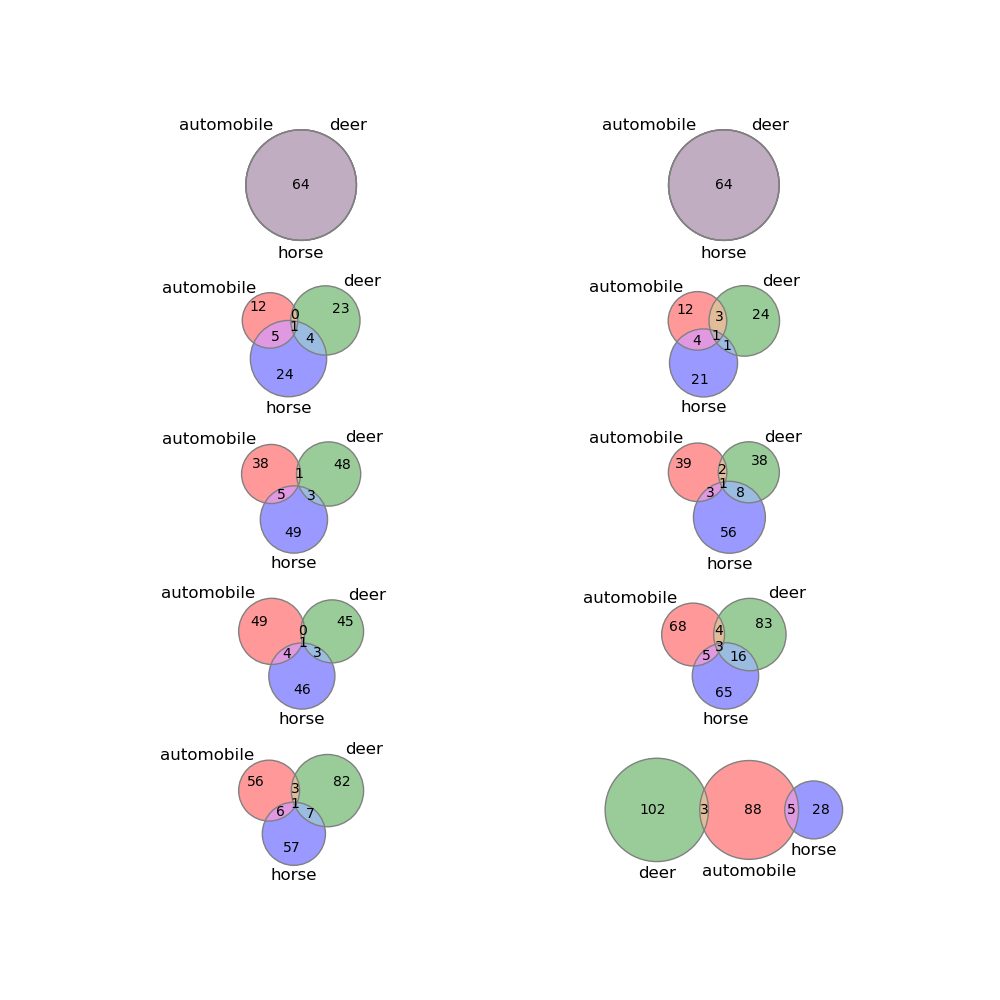 automobile deer
64
horse
automobile deer
64
horse
automobile deer
12 0 23
1
5 4
24
horse
automobile deer
12 3 24
1
4 1
21
horse
automobile deer
38 1 48
5 3
49
horse
automobile deer
39 2 38
1
3 8
56
horse
automobile deer
49 0 45
1
4 3
46
horse
automobile deer
68 4 83
3
5 16
65
horse
automobile deer
56 3 82
1
6 7
57
horse
102 3 88 5 28
horse
deer automobile